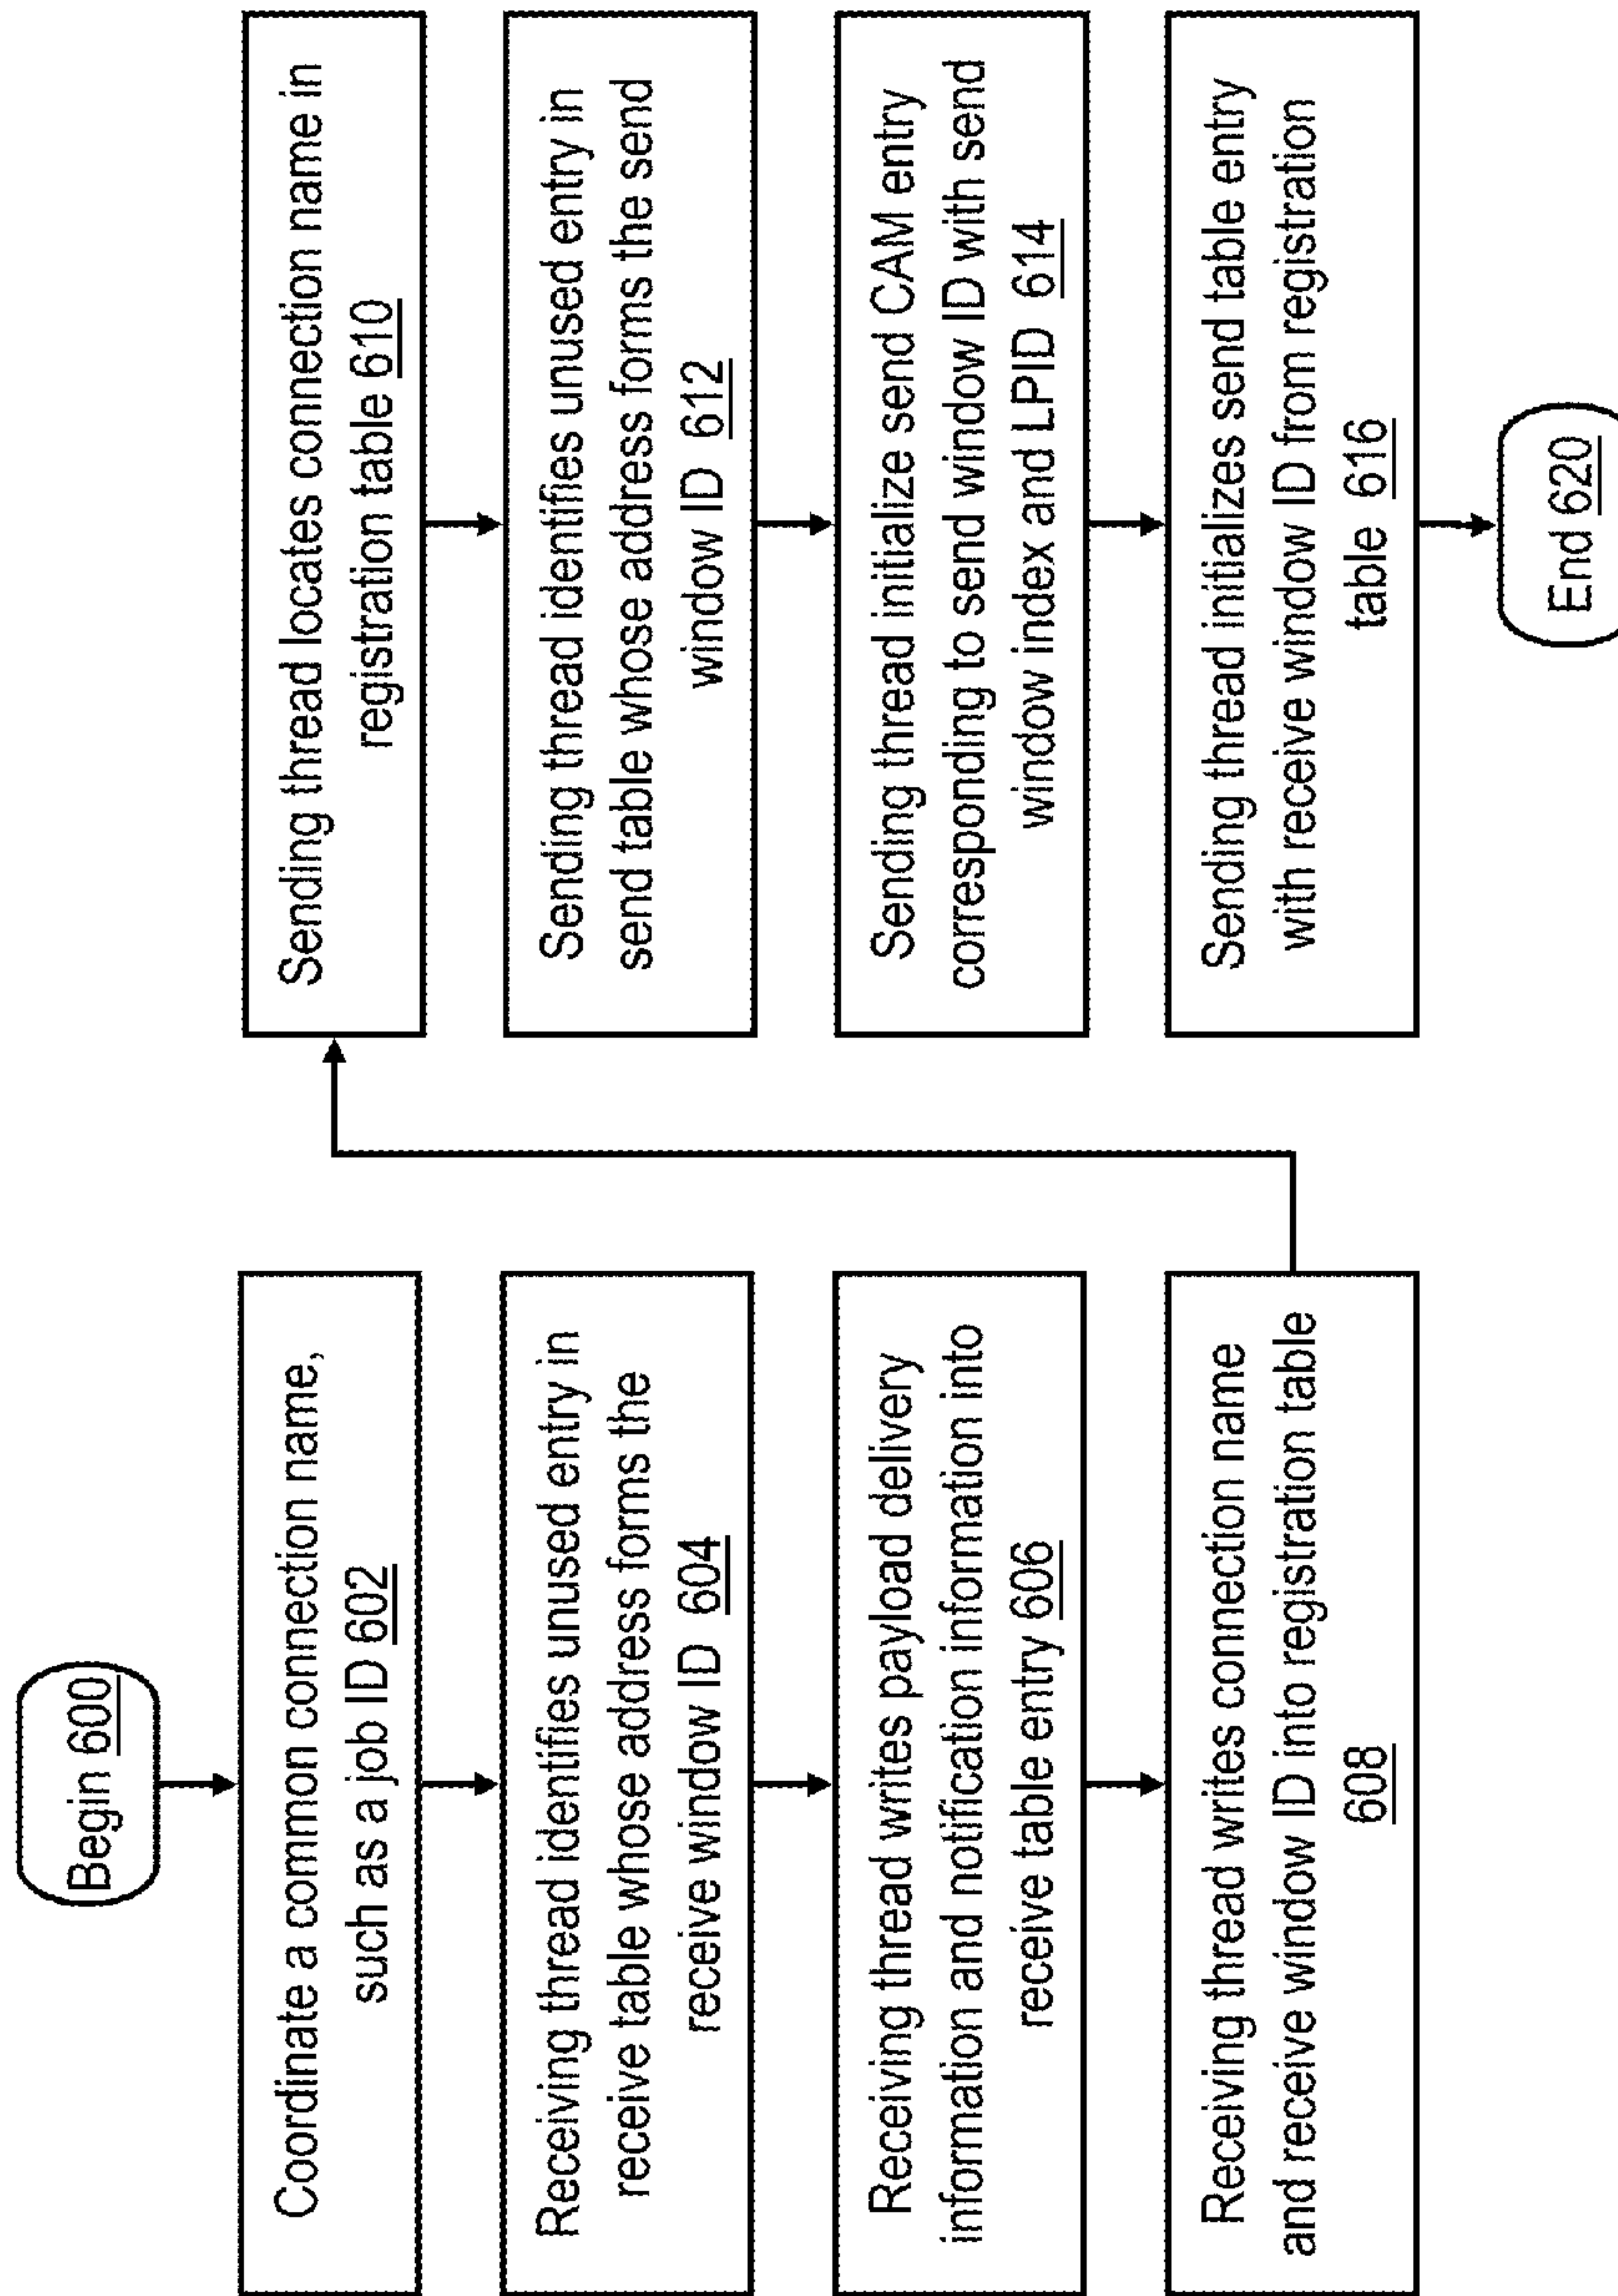 Begin 600
Coordinate a common connection name,
such as a job ID 602
Receiving thread identifies unused entry in
receive table whose address forms the
receive window ID 604
Receiving thread writes payload delivery
information and notification information into
receive table entry 606
Receiving thread writes connection name
and receive window ID into registration table
608
Sending thread locates connection name in
registration table 610
Sending thread identifies unused entry in
send table whose address forms the send
window ID 612
Sending thread initialize send CAM entry
corresponding to send window ID with send
window index and LPID 614
Sending thread initializes send table entry
with receive window ID from registration
table 616
End 620